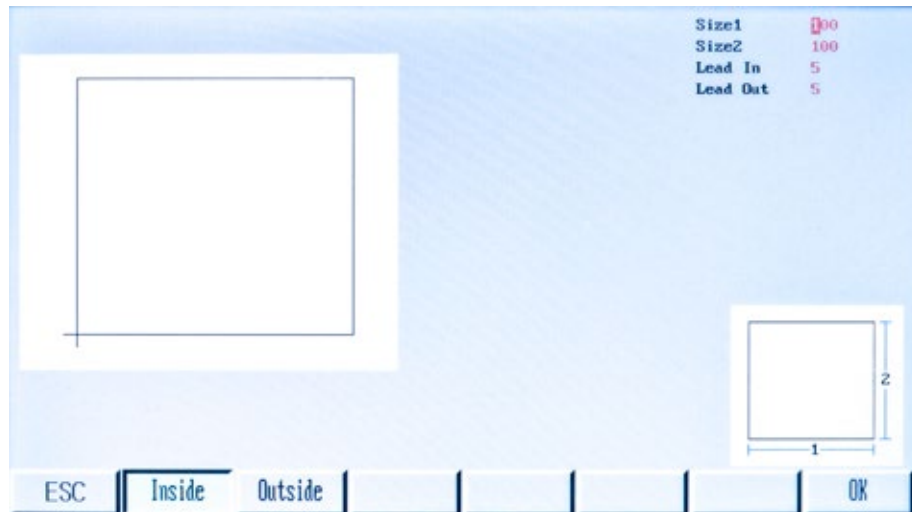 Size1 100
Size2 100
Lead In 5
Lead Out 5
2
1
ESC Inside Outside OK